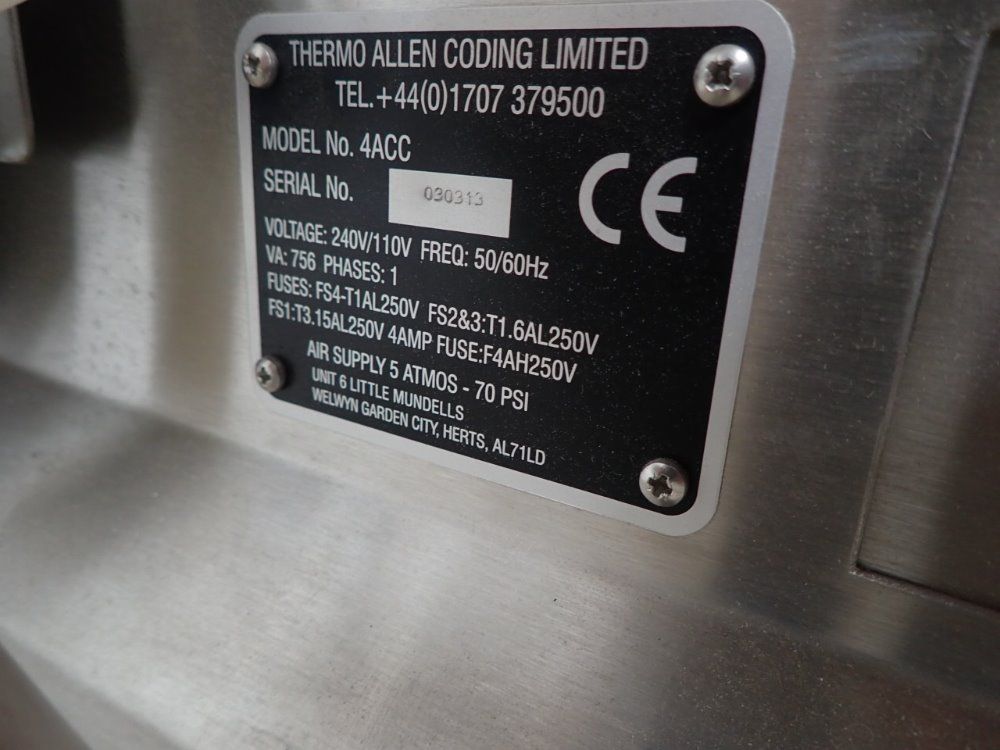 THERMO ALLEN CODING LIMITED
TEL.+44(0)1707 379500
MODEL No. 4ACC
SERIAL No. 030313
CE
VOLTAGE: 240V/110V FREQ: 50/60Hz
VA: 756 PHASES: 1
FUSES: FS4-T1AL250V FS2&3:T1.6AL250V
FS1:T3.15AL250V 4AMP FUSE:F4AH250V
AIR SUPPLY 5 ATMOS - 70 PSI
UNIT 6 LITTLE MUNDELLS
WELWYN GARDEN CITY, HERTS, AL71LD